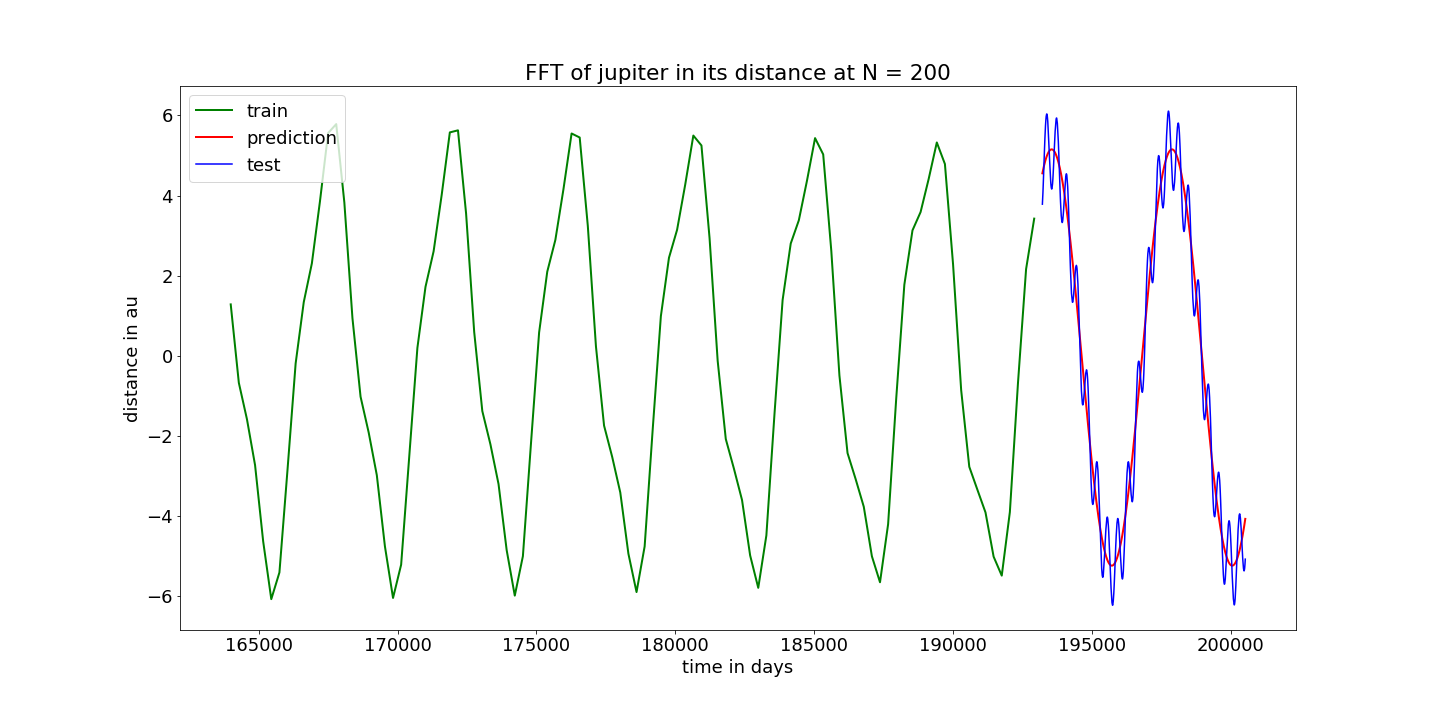 FFT of jupiter in its distance at N = 200
train
prediction
test
6
4
2
0
−2
−4
−6
distance in au
165000 170000 175000 180000 185000 190000 195000 200000
time in days